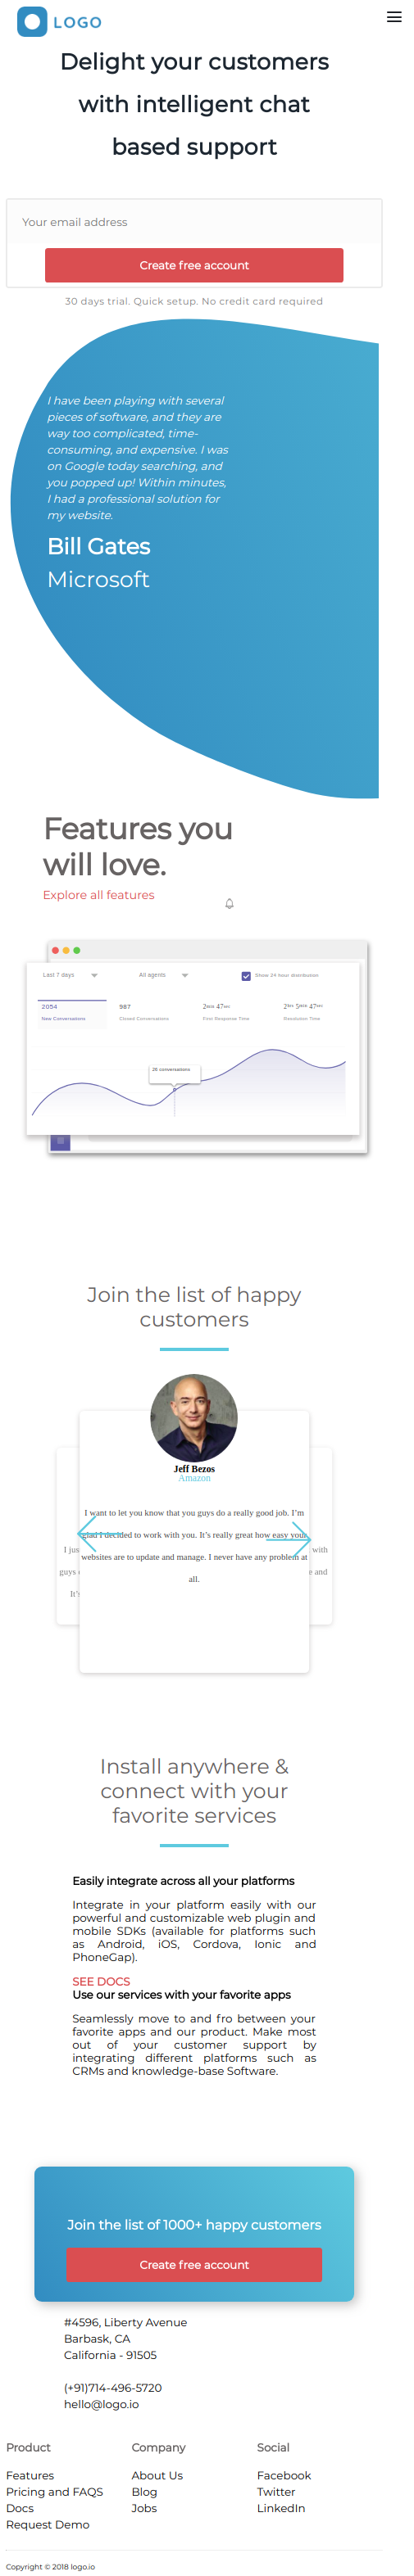 LOGO
Delight your customers
with intelligent chat
based support
Your email address
Create free account
30 days trial. Quick setup. No credit card required
I have been playing with several
pieces of software, and they are
way too complicated, time-
consuming, and expensive. I was
on Google today searching, and
you popped up! Within minutes,
I had a professional solution for
my website.
Bill Gates
Microsoft
Features you
will love.
Explore all features
Last 7 days
All agents
Show 24 hour distribution
2054
987
New Conversations
Closed Conversations
First Response Time
Resolution Time
26 conversations
Join the list of happy
customers
Jeff Bezos
Amazon
I want to let you know that you guys do a really good job. I'm
glad I decided to work with you. It's really great how easy your
websites are to update and manage. I never have any problem at
all.
I jus
guys
It's
with
e and
Install anywhere &
connect with your
favorite services
Easily integrate across all your platforms
Integrate in your platform easily with our
powerful and customizable web plugin and
mobile SDKs (available for platforms such
as Android, iOS, Cordova, Ionic and
PhoneGap).
SEE DOCS
Use our services with your favorite apps
Seamlessly move to and fro between your
favorite apps and our product. Make most
out of your customer support by
integrating different platforms such as
CRMs and knowledge-base Software.
Join the list of 1000+ happy customers
Create free account
#4596, Liberty Avenue
Barbask, CA
California - 91505
(+91)714-496-5720
hello@logo.io
Product
Features
Pricing and FAQS
Docs
Request Demo
Company
About Us
Blog
Jobs
Social
Facebook
Twitter
LinkedIn
Copyright © 2018 logo.io